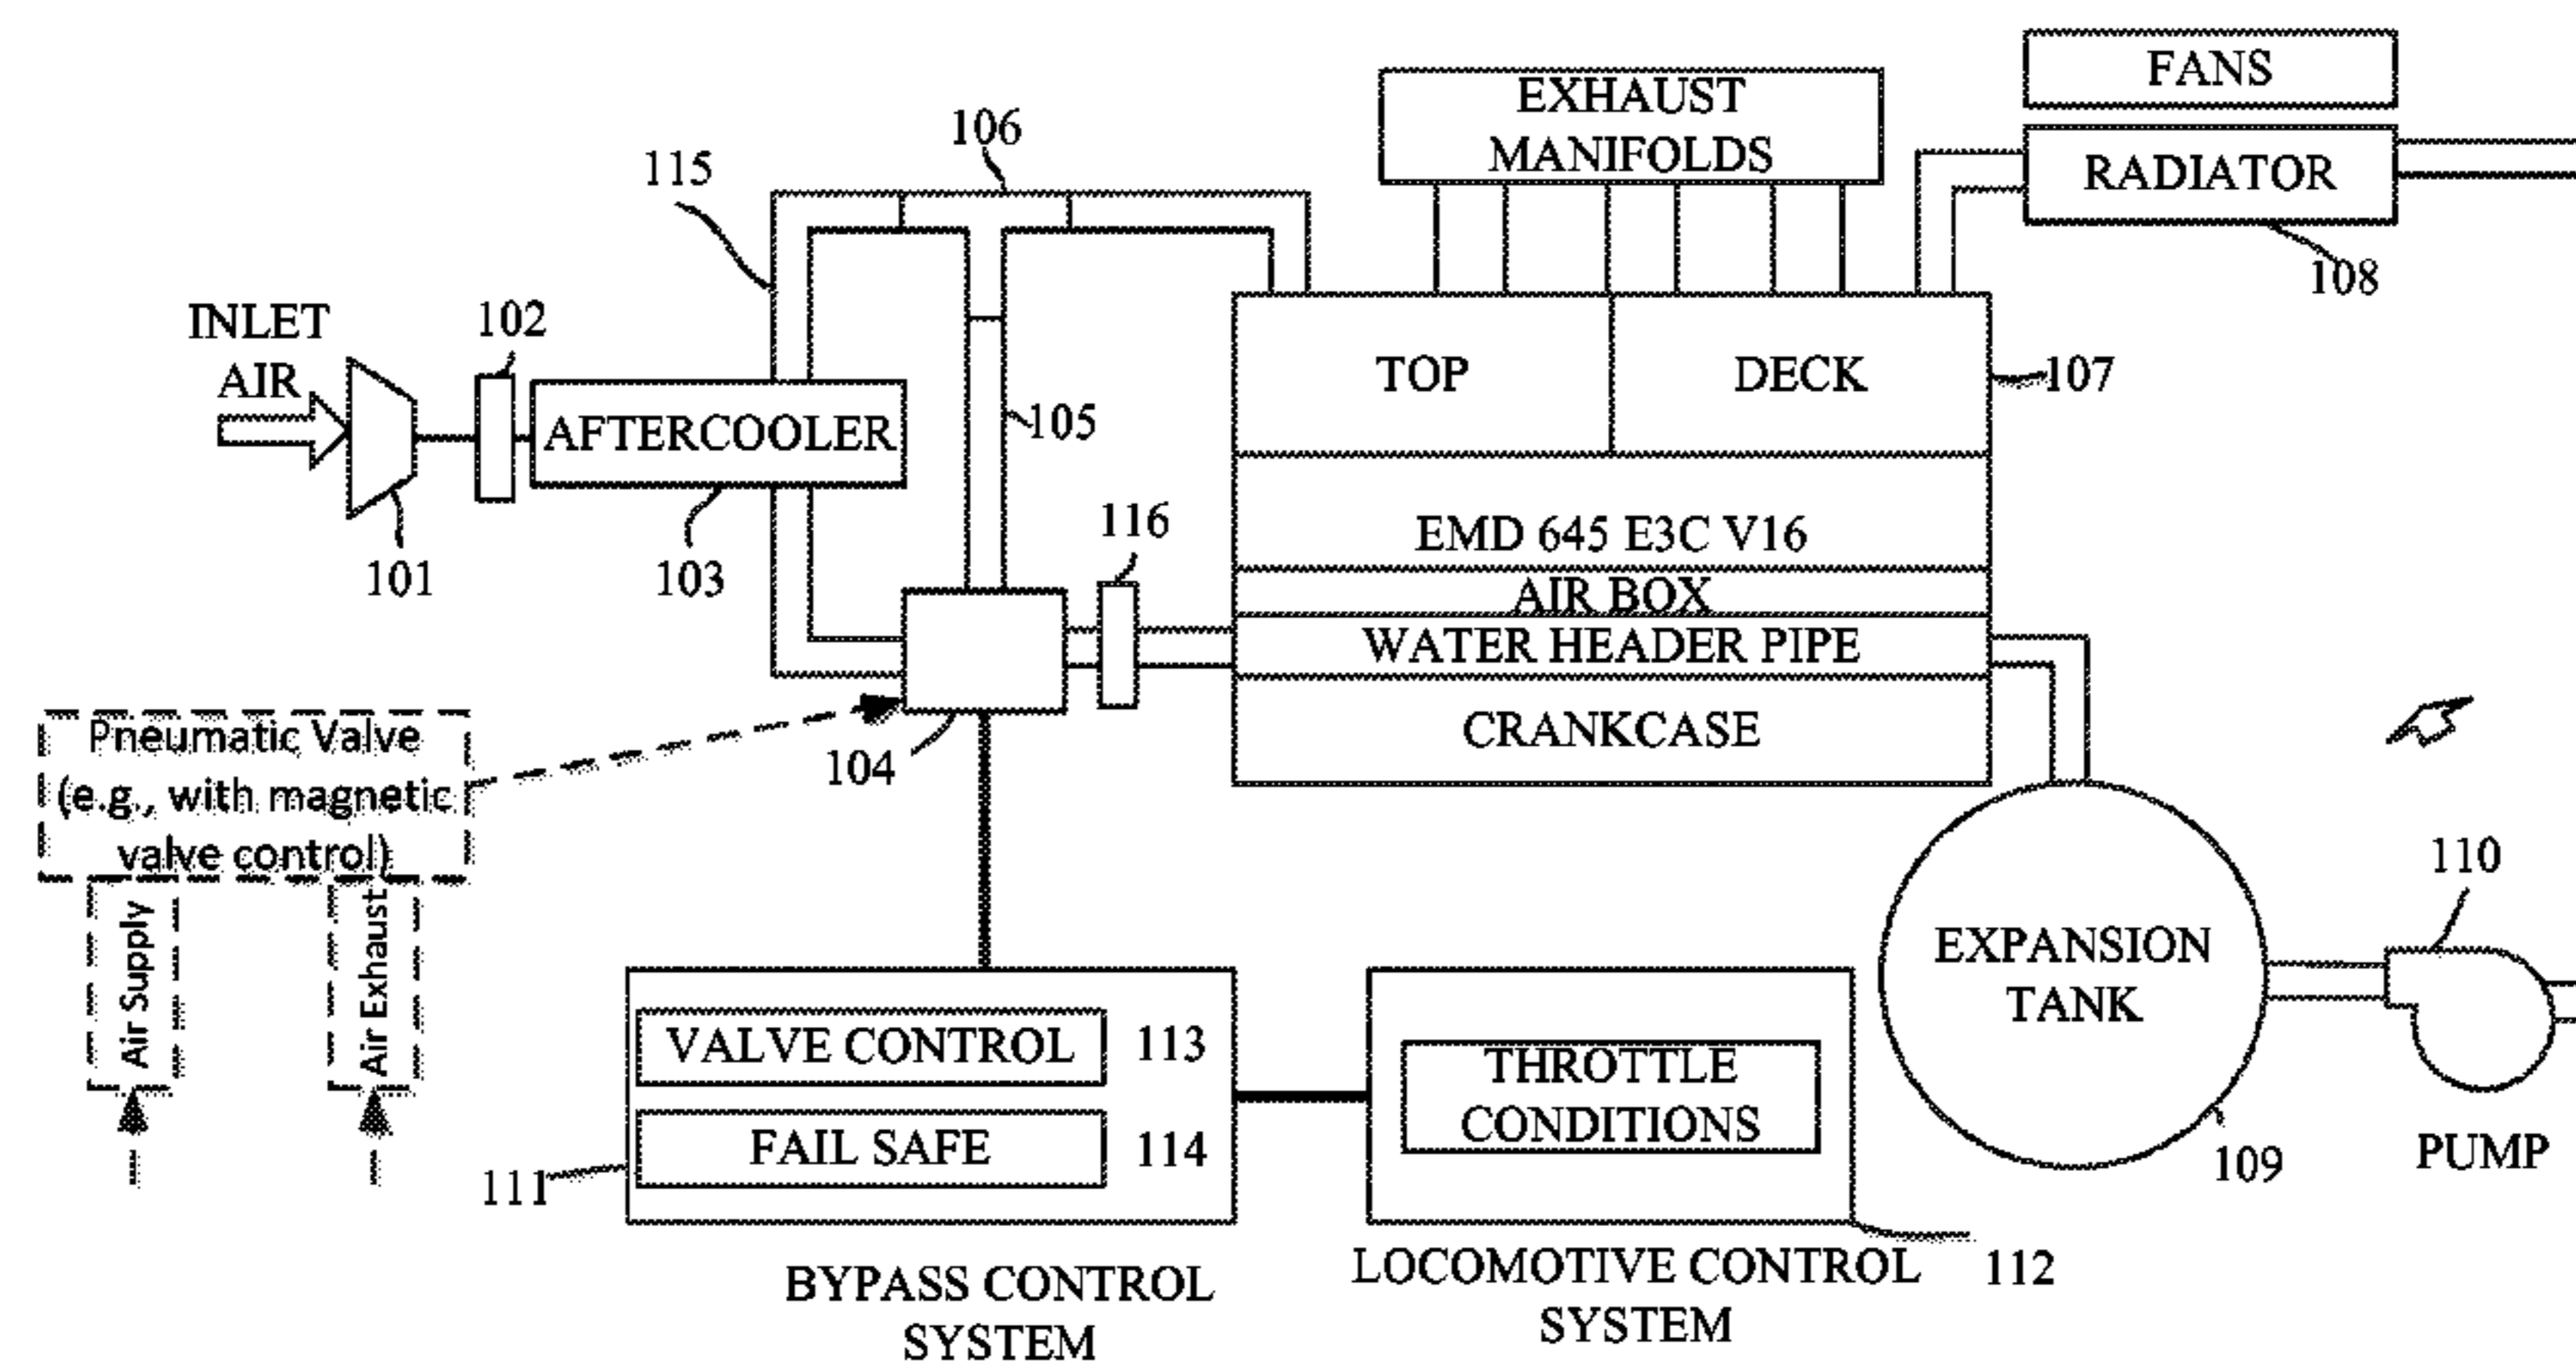 FANS
EXHAUST
MANIFOLDS
106
115
RADIATOR
108
INLET
AIR
102
TOP
DECK
107
AFTERCOOLER
105
101
103
116
EMD 645 E3C V16
AIR BOX
WATER HEADER PIPE
CRANKCASE
104
Pneumatic Valve
(e.g., with magnetic
valve control)
Air Supply
Air Exhaust
110
EXPANSION
TANK
VALVE CONTROL
113
THROTTLE
CONDITIONS
FAIL SAFE
114
111
109
PUMP
BYPASS CONTROL
SYSTEM
LOCOMOTIVE CONTROL
SYSTEM
112